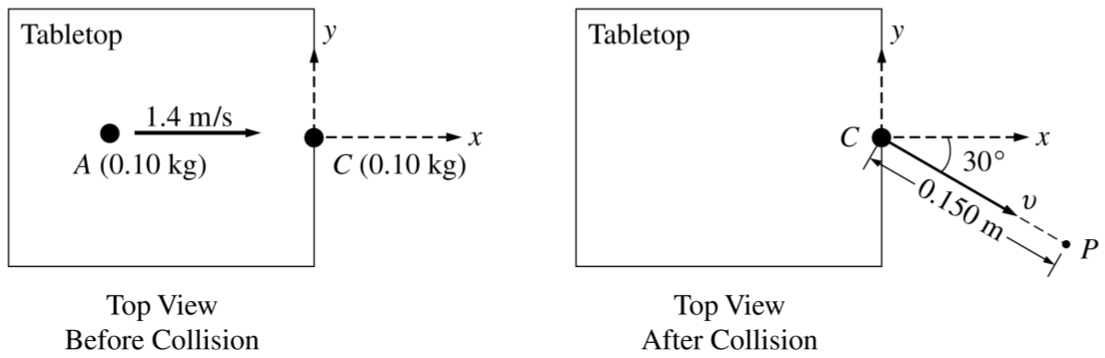 Tabletop
y
1.4 m/s
x
A (0.10 kg)
C (0.10 kg)
Top View
Before Collision
Tabletop
y
C
x
30°
0.150 m
υ
P
Top View
After Collision